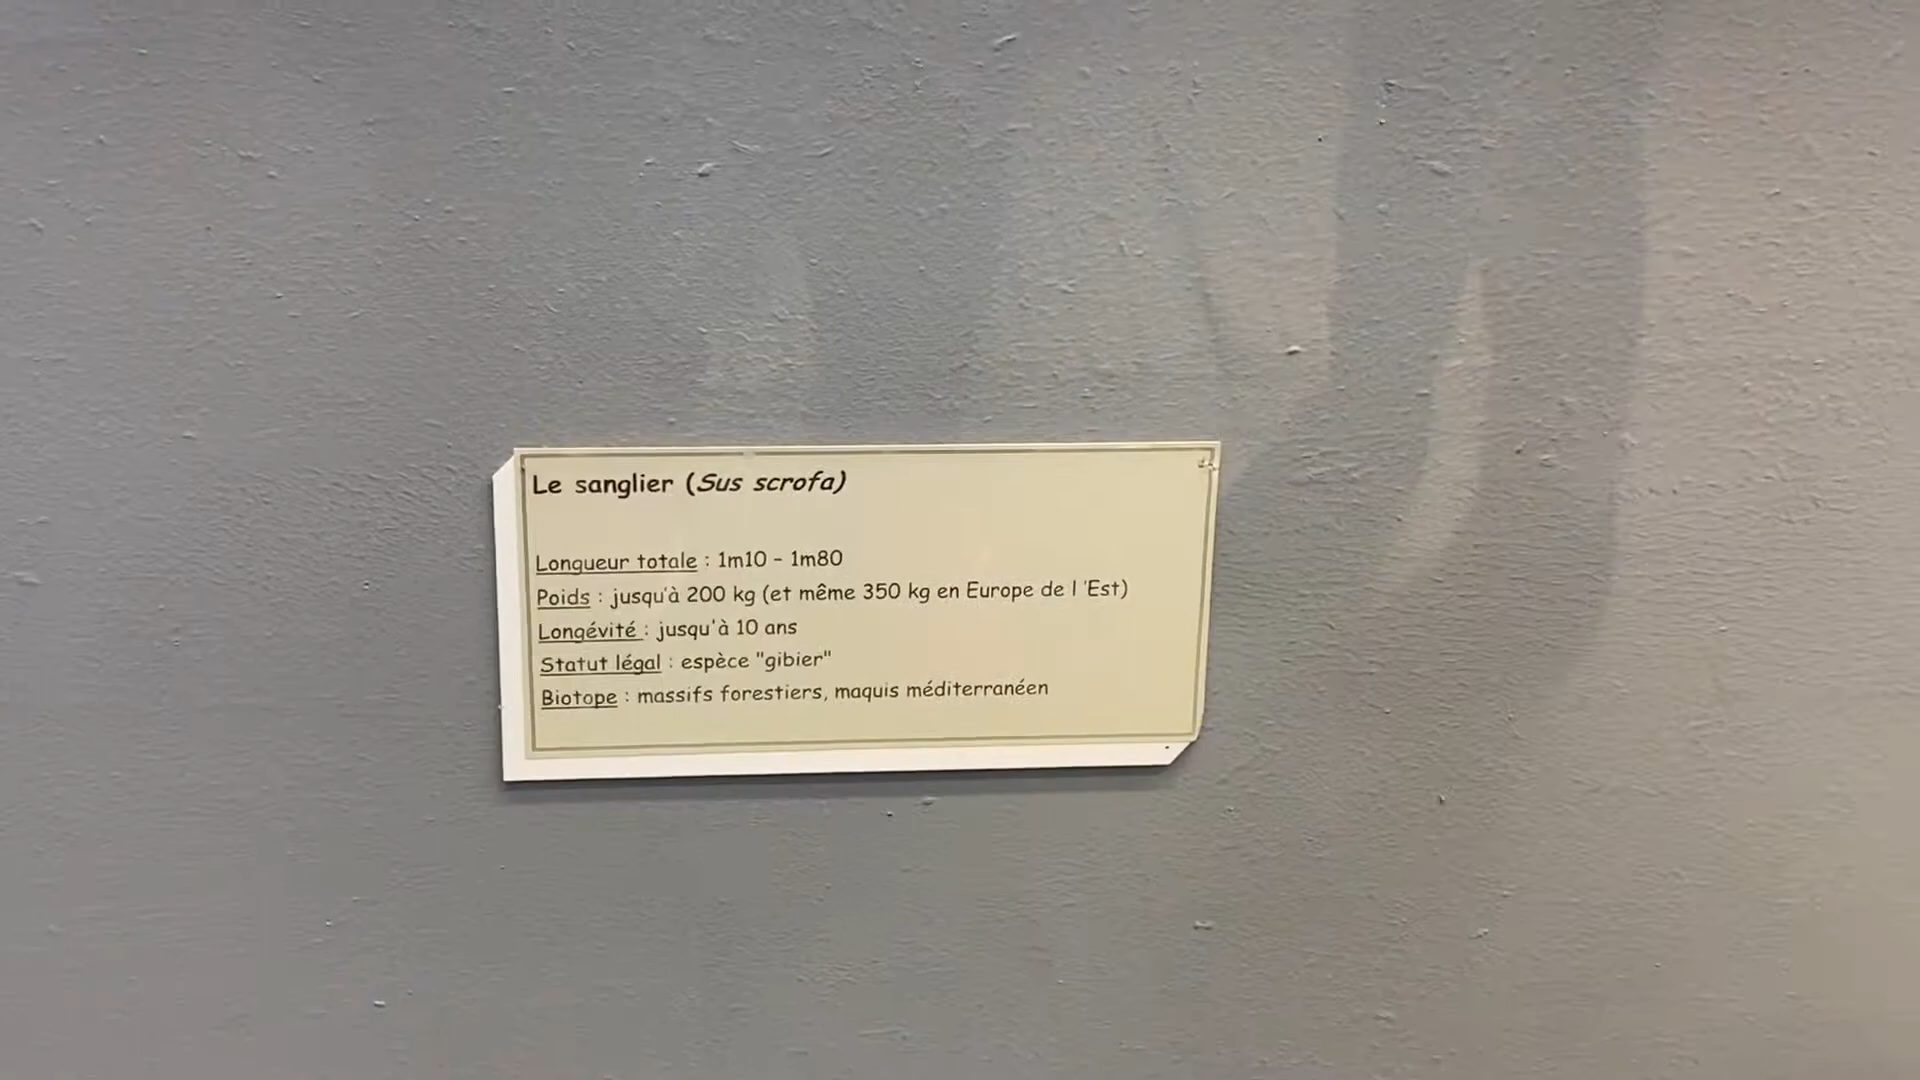 Le sanglier (Sus scrofa)
Longueur totale : 1m10 - 1m80
Poids : jusqu'à 200 kg (et même 350 kg en Europe de l 'Est)
Longévité : jusqu'à 10 ans
Statut légal : espèce "gibier"
Biotope : massifs forestiers, maquis méditerranéen